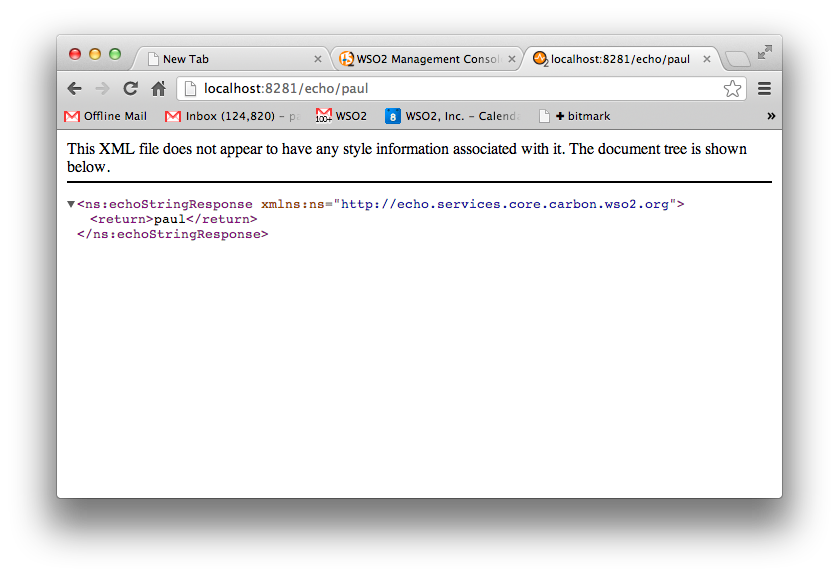 New Tab
WSO2 Management Consol
localhost:8281/echo/paul
localhost:8281/echo/paul
Offline Mail
Inbox (124,820) – pa
100+
WSO2
8
WSO2, Inc. – Calenda
✚ bitmark
»
This XML file does not appear to have any style information associated with it. The document tree is shown
below.
▼<ns:echoStringResponse xmlns:ns="http://echo.services.core.carbon.wso2.org">
<return>paul</return>
</ns:echoStringResponse>